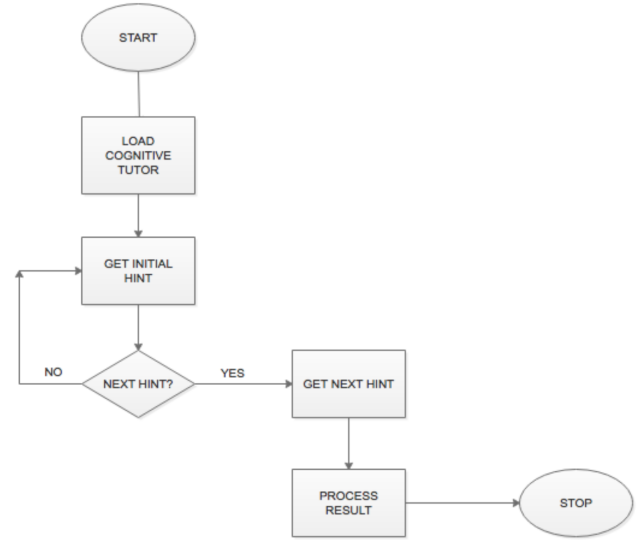 START
LOAD
COGNITIVE
TUTOR
GET INITIAL
HINT
NO
NEXT HINT?
YES
GET NEXT HINT
PROCESS
RESULT
STOP